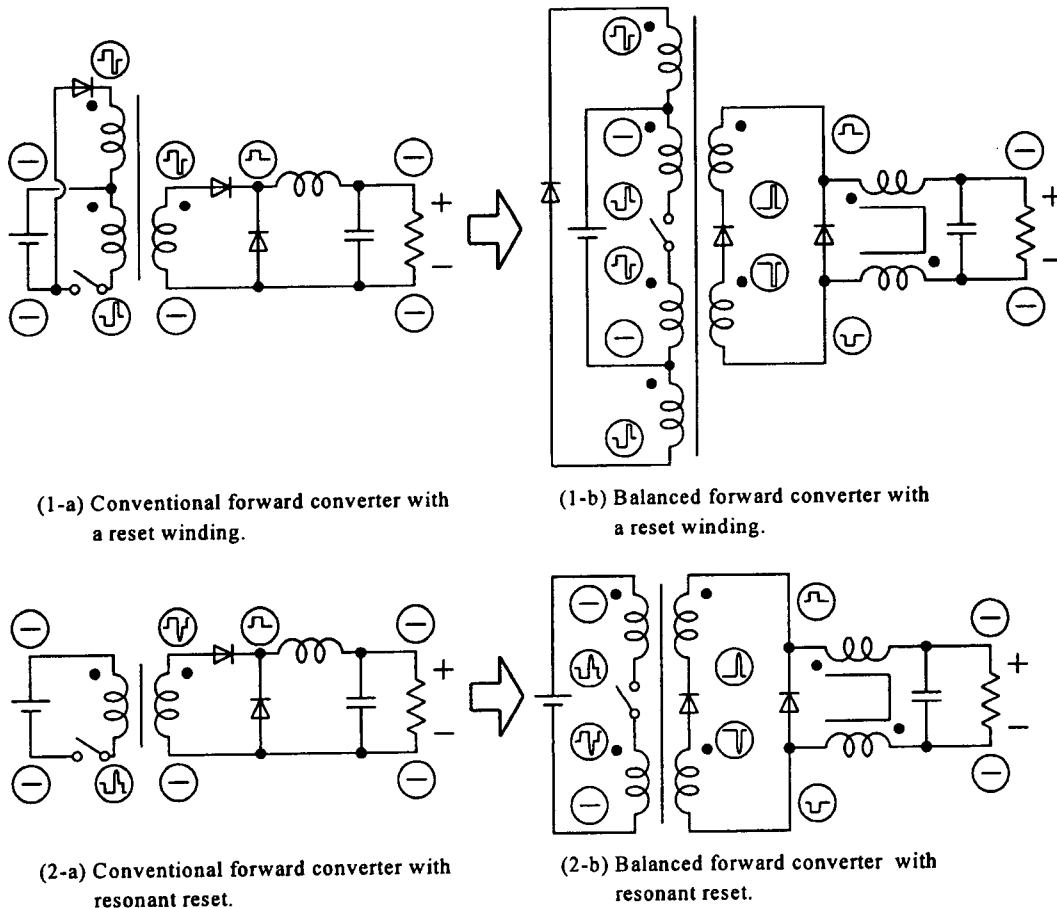 +
−
+
−
(1-a) Conventional forward converter with
a reset winding.
(1-b) Balanced forward converter with
a reset winding.
+
−
+
−
(2-a) Conventional forward converter with
resonant reset.
(2-b) Balanced forward converter with
resonant reset.